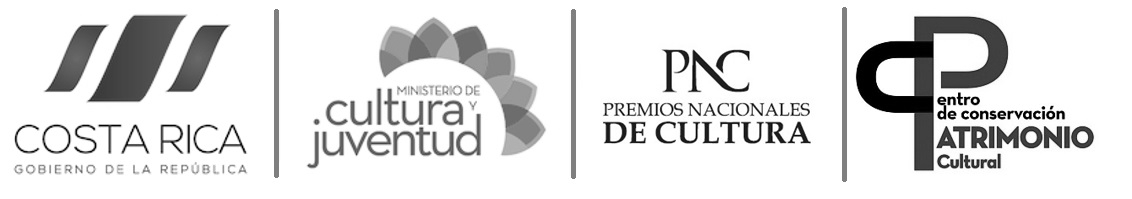 COSTA RICA
GOBIERNO DE LA REPÚBLICA
MINISTERIO DE
cultura Y
juventud
PNC
PREMIOS NACIONALES
DE CULTURA
CP
entro
de conservación
ATRIMONIO
Cultural